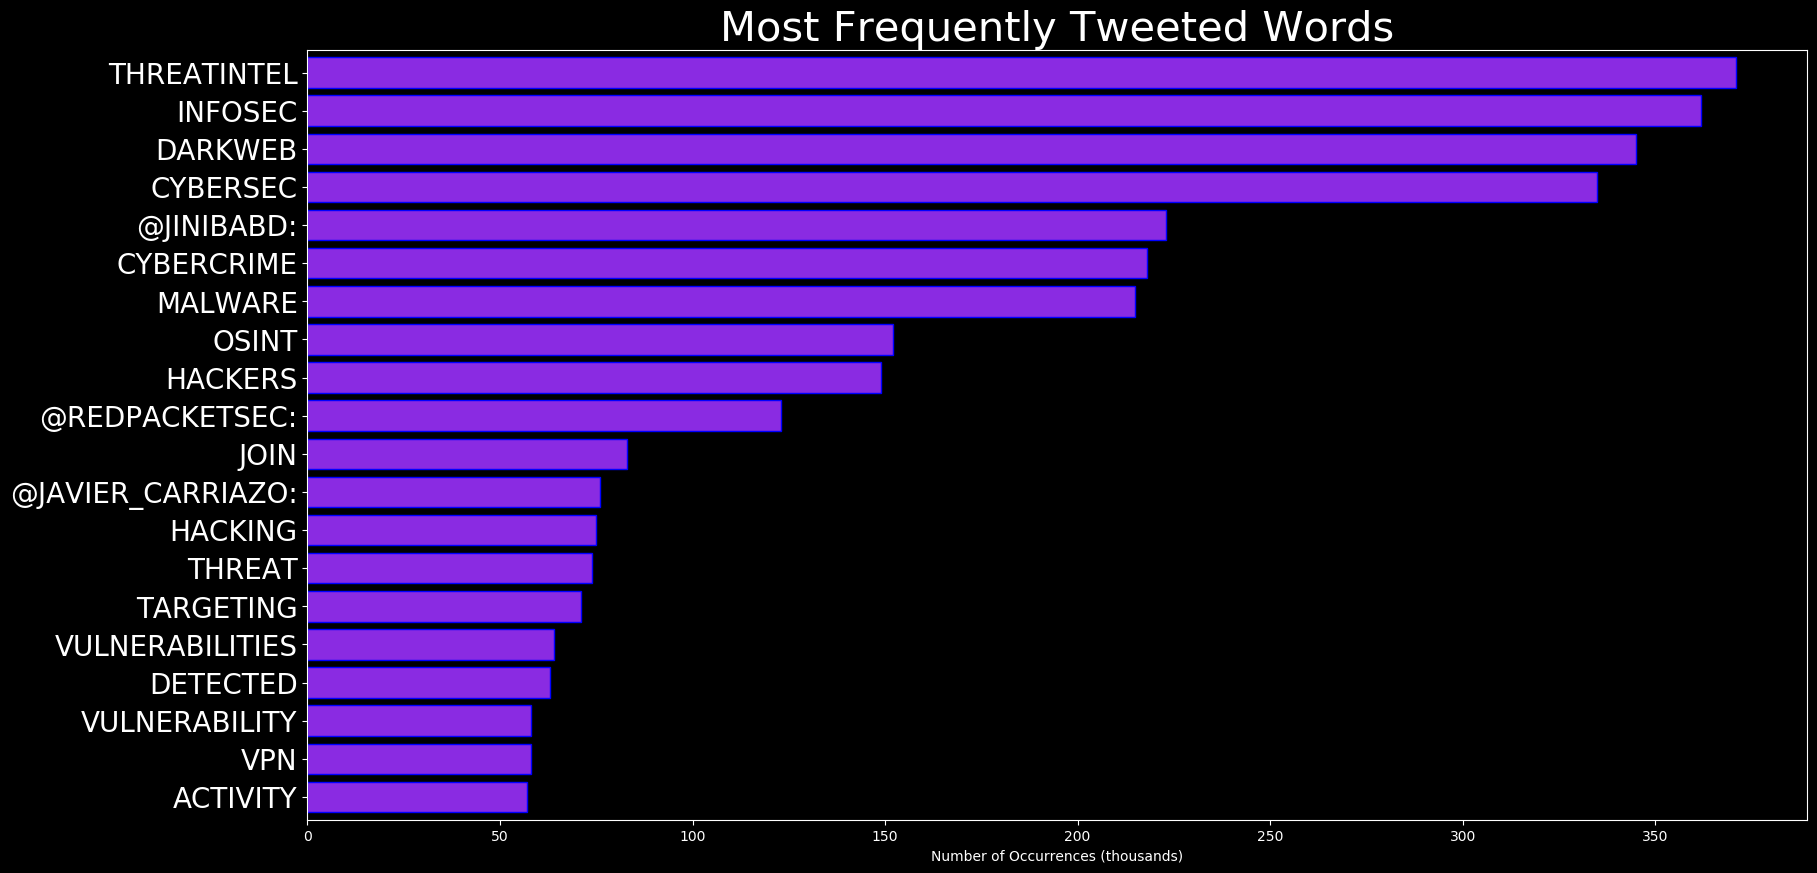 Most Frequently Tweeted Words
THREATINTEL
INFOSEC
DARKWEB
CYBERSEC
@JINIBABD:
CYBERCRIME
MALWARE
OSINT
HACKERS
@REDPACKETSEC:
JOIN
@JAVIER_CARRIAZO:
HACKING
THREAT
TARGETING
VULNERABILITIES
DETECTED
VULNERABILITY
VPN
ACTIVITY
0 50 100 150 200 250 300 350
Number of Occurrences (thousands)